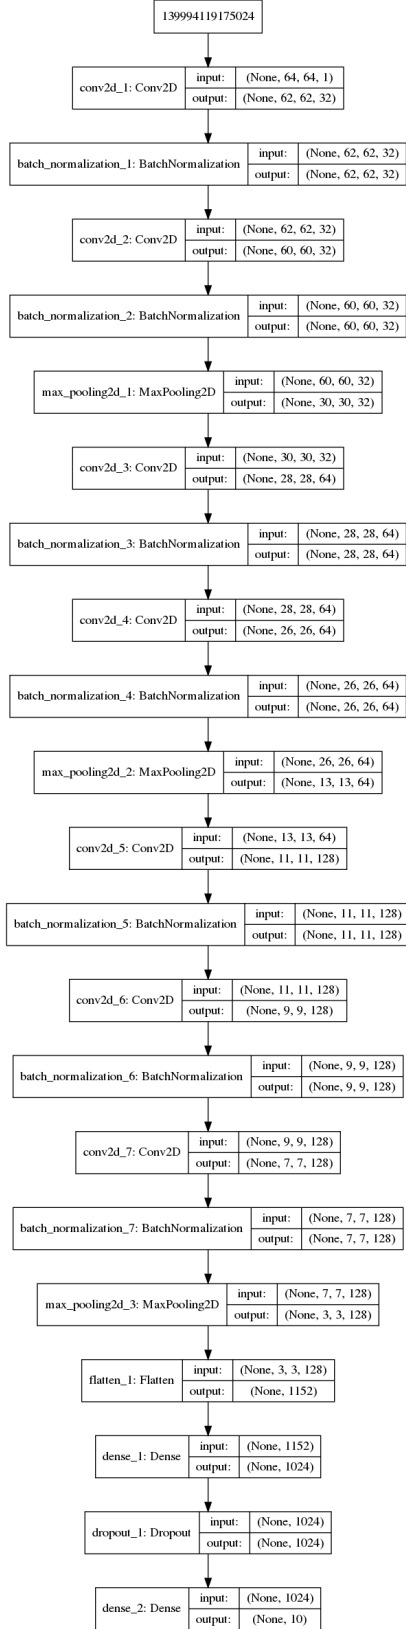 139994119175024
conv2d_1: Conv2D
input: (None, 64, 64, 1)
output: (None, 62, 62, 32)
batch_normalization_1: BatchNormalization
input: (None, 62, 62, 32)
output: (None, 62, 62, 32)
conv2d_2: Conv2D
input: (None, 62, 62, 32)
output: (None, 60, 60, 32)
batch_normalization_2: BatchNormalization
input: (None, 60, 60, 32)
output: (None, 60, 60, 32)
max_pooling2d_1: MaxPooling2D
input: (None, 60, 60, 32)
output: (None, 30, 30, 32)
conv2d_3: Conv2D
input: (None, 30, 30, 32)
output: (None, 28, 28, 64)
batch_normalization_3: BatchNormalization
input: (None, 28, 28, 64)
output: (None, 28, 28, 64)
conv2d_4: Conv2D
input: (None, 28, 28, 64)
output: (None, 26, 26, 64)
batch_normalization_4: BatchNormalization
input: (None, 26, 26, 64)
output: (None, 26, 26, 64)
max_pooling2d_2: MaxPooling2D
input: (None, 26, 26, 64)
output: (None, 13, 13, 64)
conv2d_5: Conv2D
input: (None, 13, 13, 64)
output: (None, 11, 11, 128)
batch_normalization_5: BatchNormalization
input: (None, 11, 11, 128)
output: (None, 11, 11, 128)
conv2d_6: Conv2D
input: (None, 11, 11, 128)
output: (None, 9, 9, 128)
batch_normalization_6: BatchNormalization
input: (None, 9, 9, 128)
output: (None, 9, 9, 128)
conv2d_7: Conv2D
input: (None, 9, 9, 128)
output: (None, 7, 7, 128)
batch_normalization_7: BatchNormalization
input: (None, 7, 7, 128)
output: (None, 7, 7, 128)
max_pooling2d_3: MaxPooling2D
input: (None, 7, 7, 128)
output: (None, 3, 3, 128)
flatten_1: Flatten
input: (None, 3, 3, 128)
output: (None, 1152)
dense_1: Dense
input: (None, 1152)
output: (None, 1024)
dropout_1: Dropout
input: (None, 1024)
output: (None, 1024)
dense_2: Dense
input: (None, 1024)
output: (None, 10)